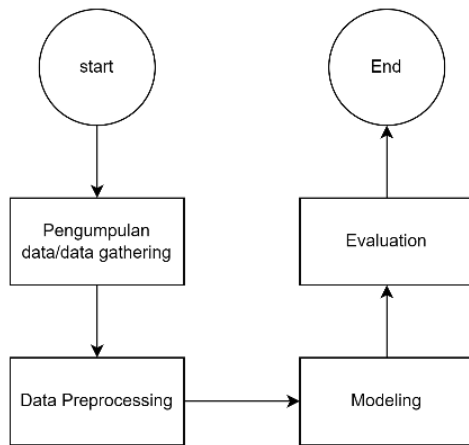 start
Pengumpulan
data/data gathering
Data Preprocessing
Modeling
Evaluation
End